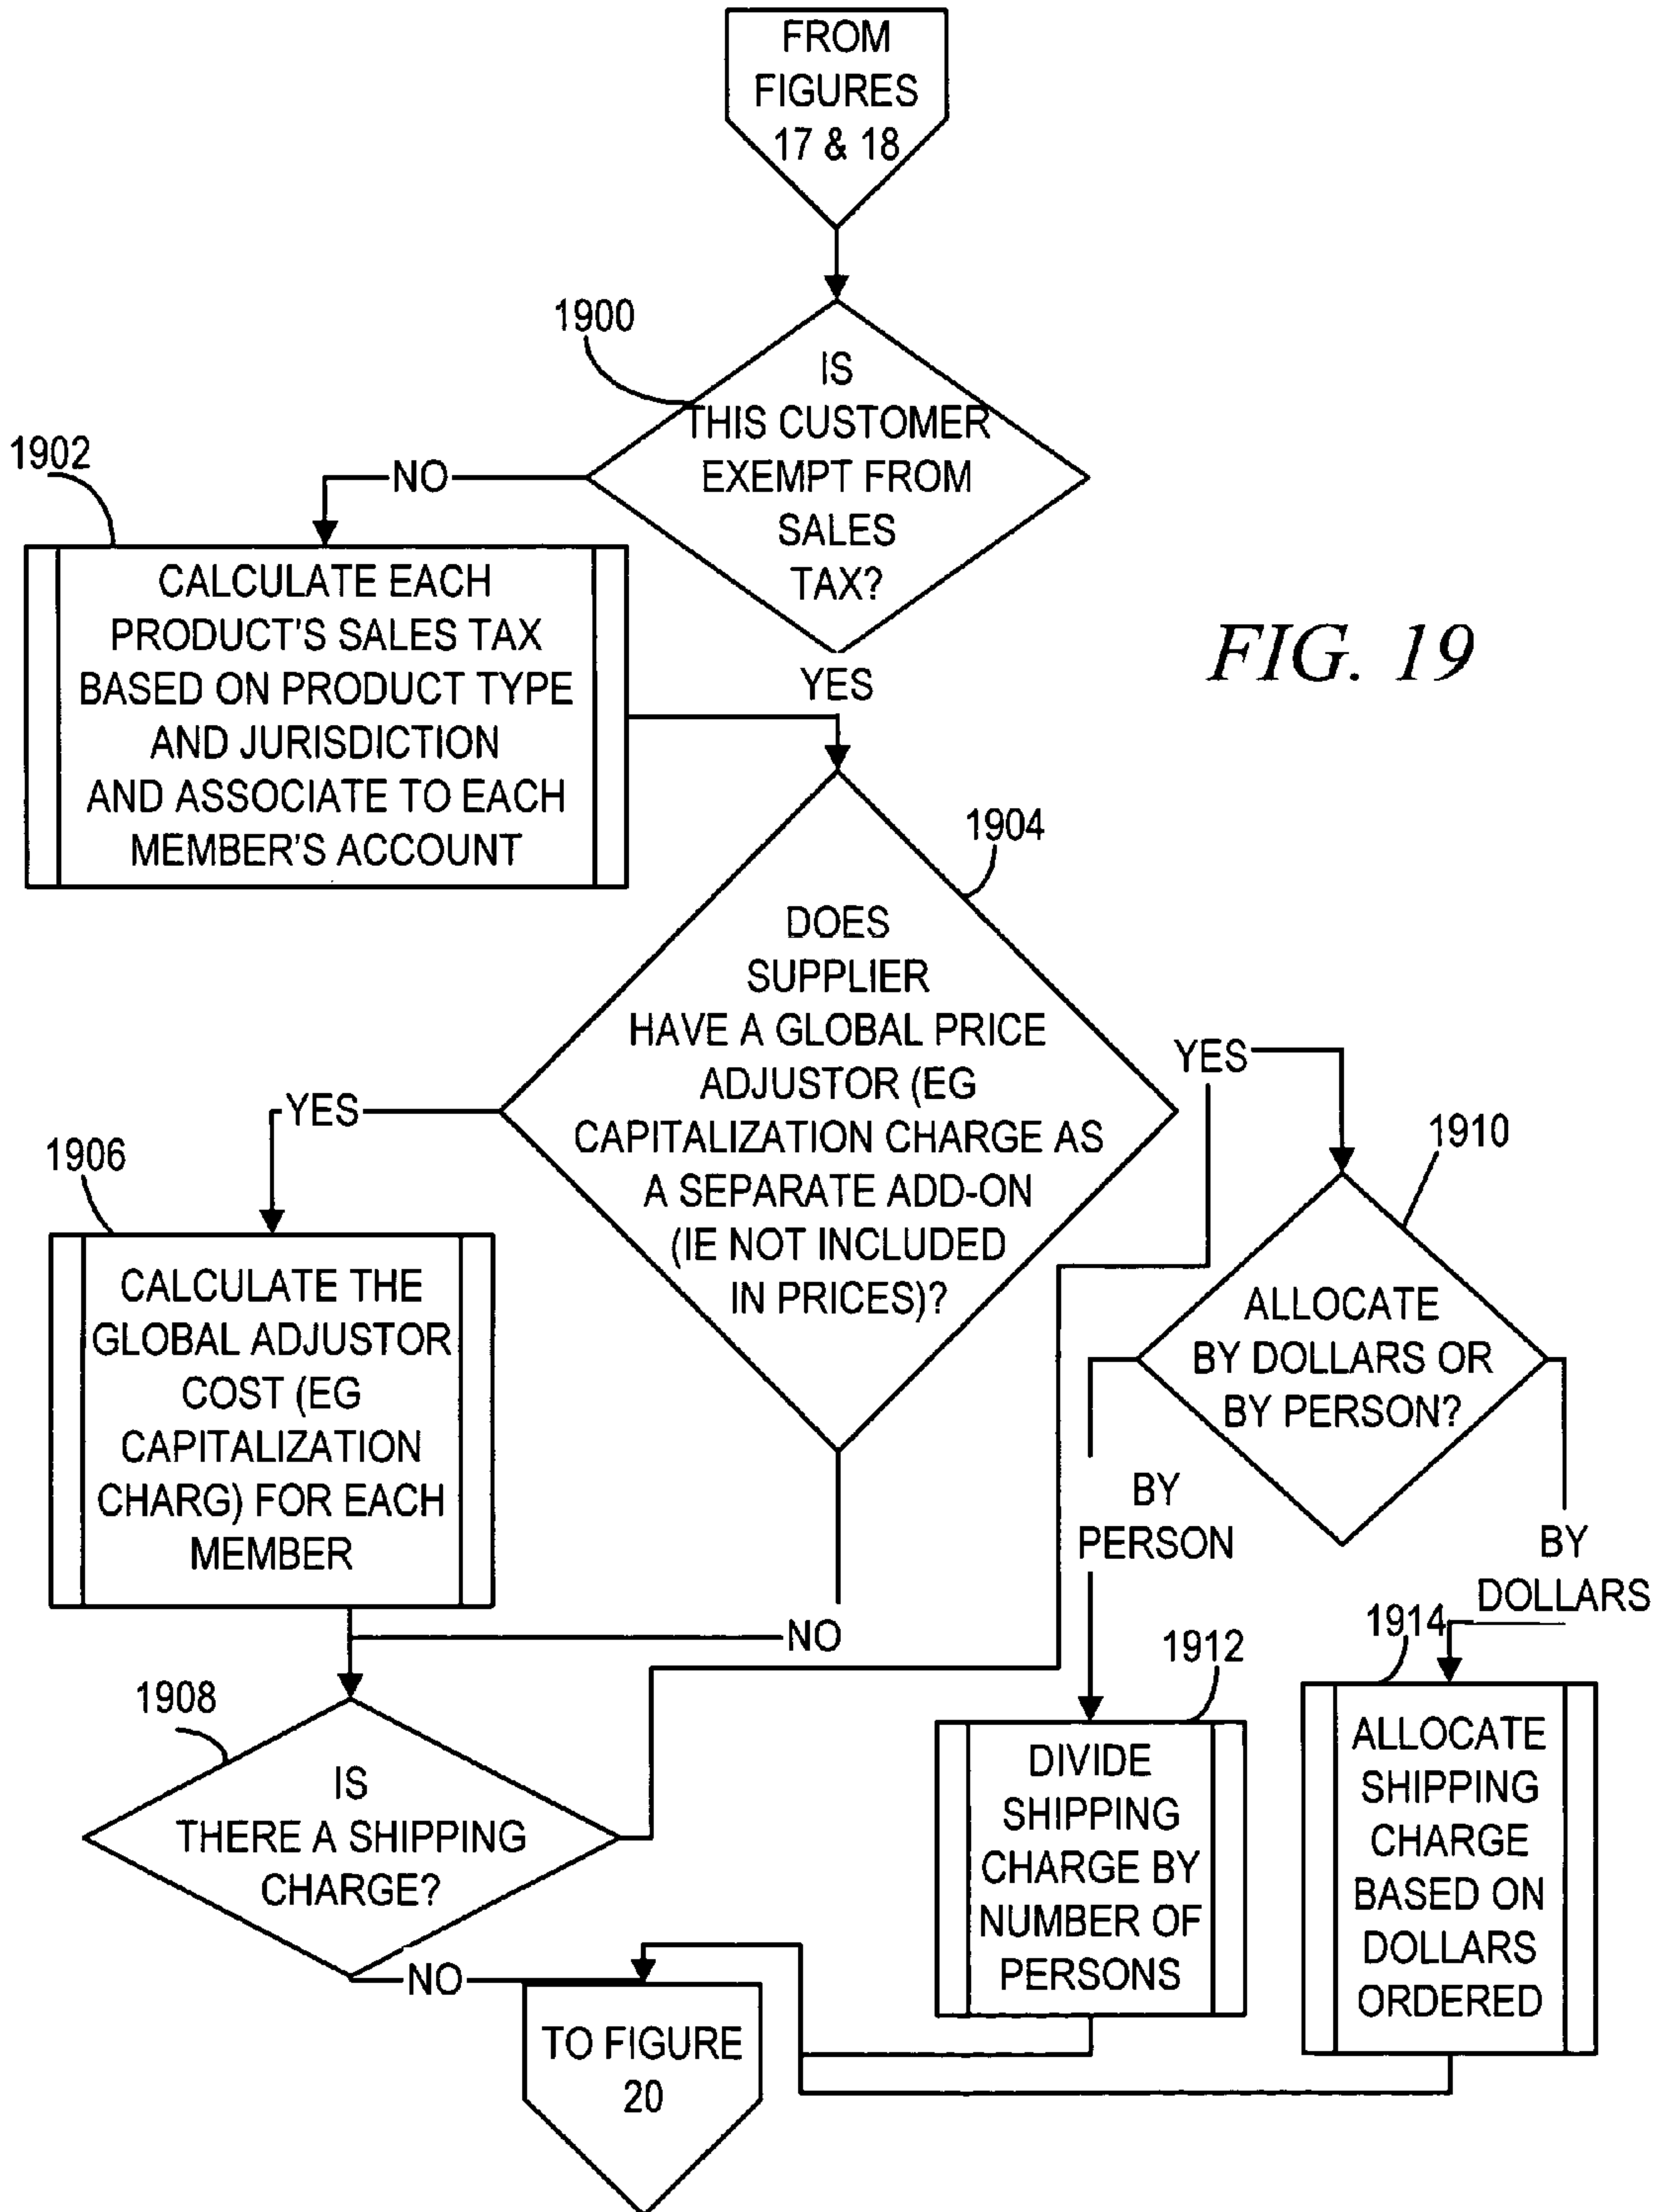 FROM
FIGURES
17 & 18
1900
IS
THIS CUSTOMER
EXEMPT FROM
SALES
TAX?
NO
YES
1902
CALCULATE EACH
PRODUCT'S SALES TAX
BASED ON PRODUCT TYPE
AND JURISDICTION
AND ASSOCIATE TO EACH
MEMBER'S ACCOUNT
FIG. 19
1904
DOES
SUPPLIER
HAVE A GLOBAL PRICE
ADJUSTOR (EG
CAPITALIZATION CHARGE AS
A SEPARATE ADD-ON
(IE NOT INCLUDED
IN PRICES)?
YES
NO
1906
CALCULATE THE
GLOBAL ADJUSTOR
COST (EG
CAPITALIZATION
CHARG) FOR EACH
MEMBER
1908
IS
THERE A SHIPPING
CHARGE?
YES
NO
1910
ALLOCATE
BY DOLLARS OR
BY PERSON?
BY
PERSON
BY
DOLLARS
1912
DIVIDE
SHIPPING
CHARGE BY
NUMBER OF
PERSONS
1914
ALLOCATE
SHIPPING
CHARGE
BASED ON
DOLLARS
ORDERED
TO FIGURE
20